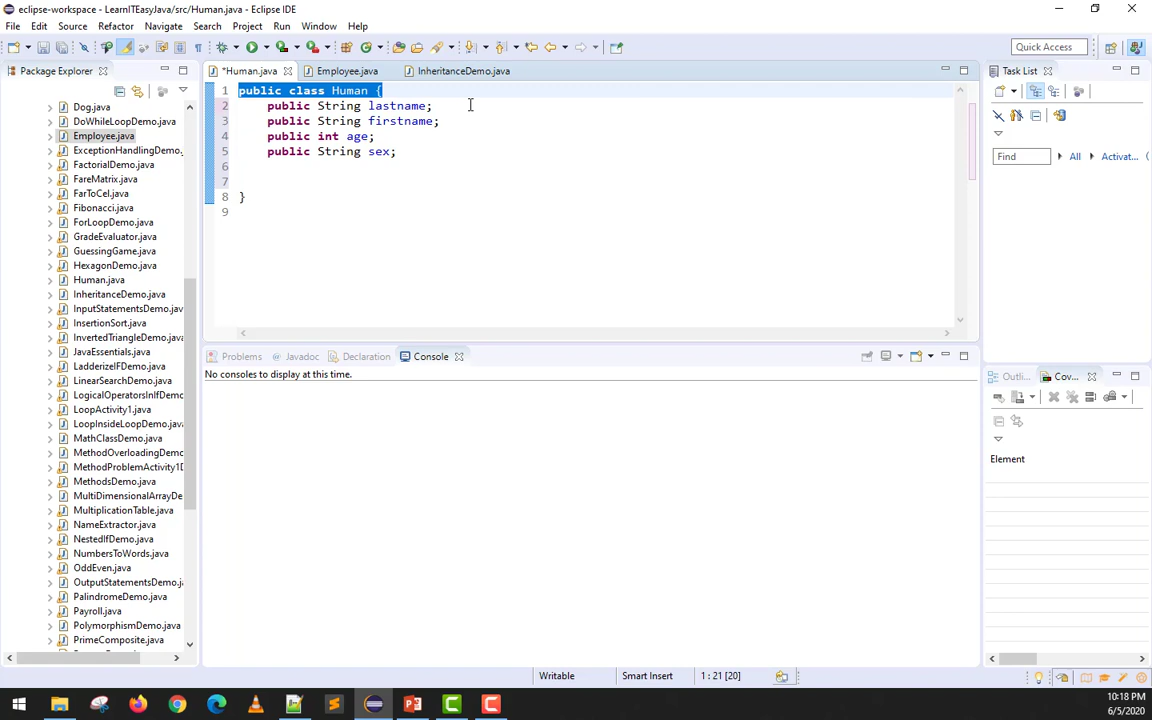 eclipse-workspace - LearnITEasyJava/src/Human.java - Eclipse IDE
File Edit Source Refactor Navigate Search Project Run Window Help
Quick Access
Package Explorer
*Human.java Employee.java InheritanceDemo.java
Task List
Find All Activat...
1 public class Human {
2 public String lastname;
3 public String firstname;
4 public int age;
5 public String sex;
6
7
8 }
9
Dog.java
DoWhileLoopDemo.java
Employee.java
ExceptionHandlingDemo.
FactorialDemo.java
FareMatrix.java
FarToCel.java
Fibonacci.java
ForLoopDemo.java
GradeEvaluator.java
GuessingGame.java
HexagonDemo.java
Human.java
InheritanceDemo.java
InputStatementsDemo.jav
InsertionSort.java
InvertedTriangleDemo.java
JavaEssentials.java
LadderizeIFDemo.java
LinearSearchDemo.java
LogicalOperatorsInIfDemo
LoopActivity1.java
LoopInsideLoopDemo.java
MathClassDemo.java
MethodOverloadingDemo
MethodProblemActivity1D
MethodsDemo.java
MultiDimensionalArrayDe
MultiplicationTable.java
NameExtractor.java
NestedIfDemo.java
NumbersToWords.java
OddEven.java
OutputStatementsDemo.j
PalindromeDemo.java
Payroll.java
PolymorphismDemo.java
PrimeComposite.java
Problems Javadoc Declaration Console
No consoles to display at this time.
Outli... Cov...
Element
Writable Smart Insert 1 : 21 [20]
10:18 PM
6/5/2020